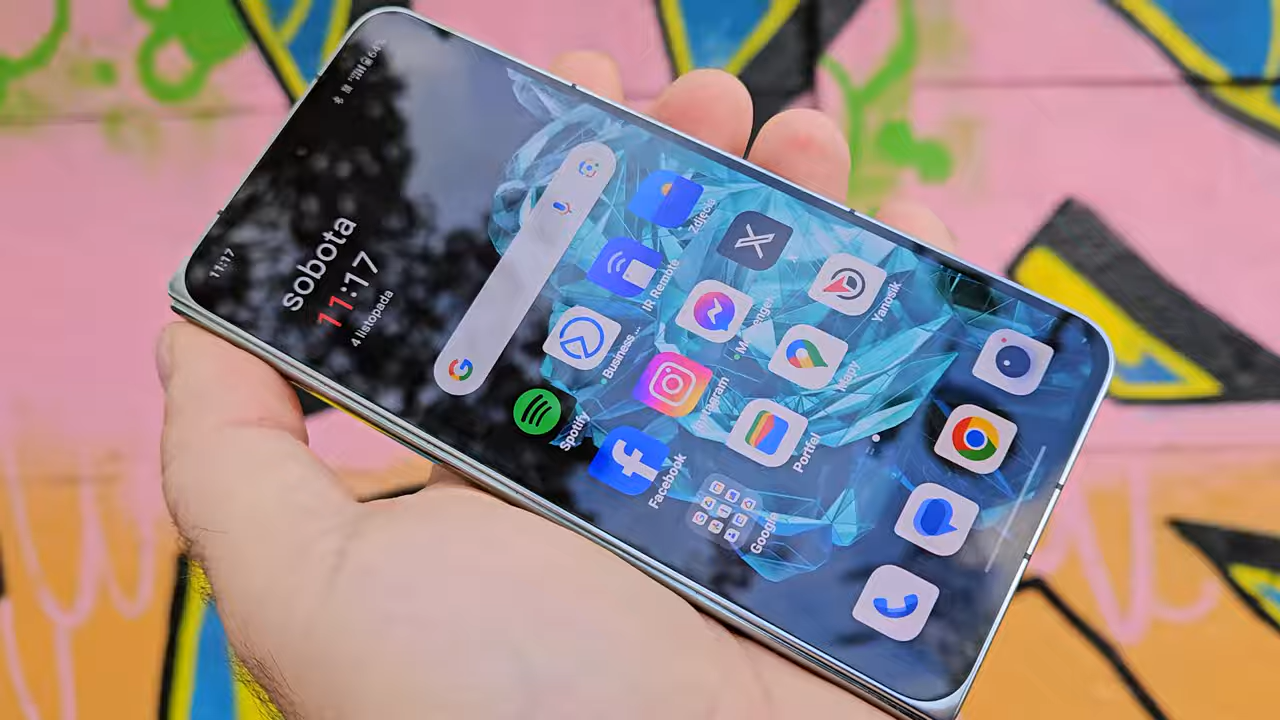 11:17
64
sobota
11:17
4 listopada
Spotify
Business ...
IR Remote
Zdjęcia
Facebook
Instagram
Messenger
X
Google
Portfel
Mapy
Yanosik